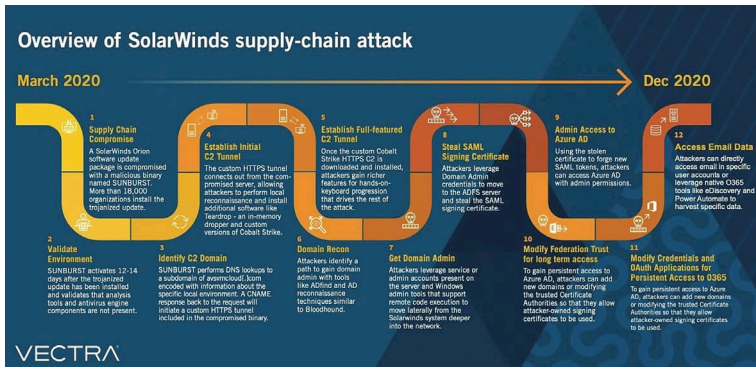 Overview of SolarWinds supply-chain attack
March 2020
Dec 2020
1
Supply Chain
Compromise
A SolarWinds Orion
software update
package is compromised
with a malicious binary
named SUNBURST.
More than 18,000
organizations install the
trojanized update.
2
Validate
Environment
SUNBURST activates 12-14
days after the trojanized
update has been installed
and validates that analysis
tools and antivirus engine
components are not present.
3
Identify C2 Domain
SUNBURST performs DNS lookups to
a subdomain of avsvmcloud[.]com
encoded with information about the
specific local environment. A CNAME
response back to the request will
initiate a custom HTTPS tunnel
included in the compromised binary.
4
Establish Initial
C2 Tunnel
The custom HTTPS tunnel
connects out from the com-
promised server, allowing
attackers to perform local
reconnaissance and install
additional software like
Teardrop - an in-memory
dropper and custom
versions of Cobalt Strike.
5
Establish Full-featured
C2 Tunnel
Once the custom Cobalt
Strike HTTPS C2 is
downloaded and installed,
attackers gain richer
features for hands-on-
keyboard progression
that drives the rest of
the attack.
6
Domain Recon
Attackers identify a
path to gain domain
admin with tools
like ADfind and AD
reconnaissance
techniques similar
to Bloodhound.
7
Get Domain Admin
Attackers leverage service or
admin accounts present on
the server and Windows
admin tools that support
remote code execution to
move laterally from the
Solarwinds system deeper
into the network.
8
Steal SAML
Signing Certificate
Attackers leverage
Domain Admin
credentials to move
to the ADFS server
and steal the SAML
signing certificate.
9
Admin Access to
Azure AD
Using the stolen
certificate to forge new
SAML tokens, attackers
can access Azure AD
with admin permissions.
10
Modify Federation Trust
for long term access
To gain persistent access to
Azure AD, attackers can add
new domains or modifying
the trusted Certificate
Authorities so that they allow
attacker-owned signing
certificates to be used.
11
Modify Credentials and
OAuth Applications for
Persistent Access to O365
To gain persistent access to Azure
AD, attackers can add new domains
or modifying the trusted Certificate
Authorities so that they allow
attacker-owned signing certificates
to be used.
12
Access Email Data
Attackers can directly
access email in specific
user accounts or
leverage native O365
tools like eDiscovery and
Power Automate to
harvest specific data.
VECTRA